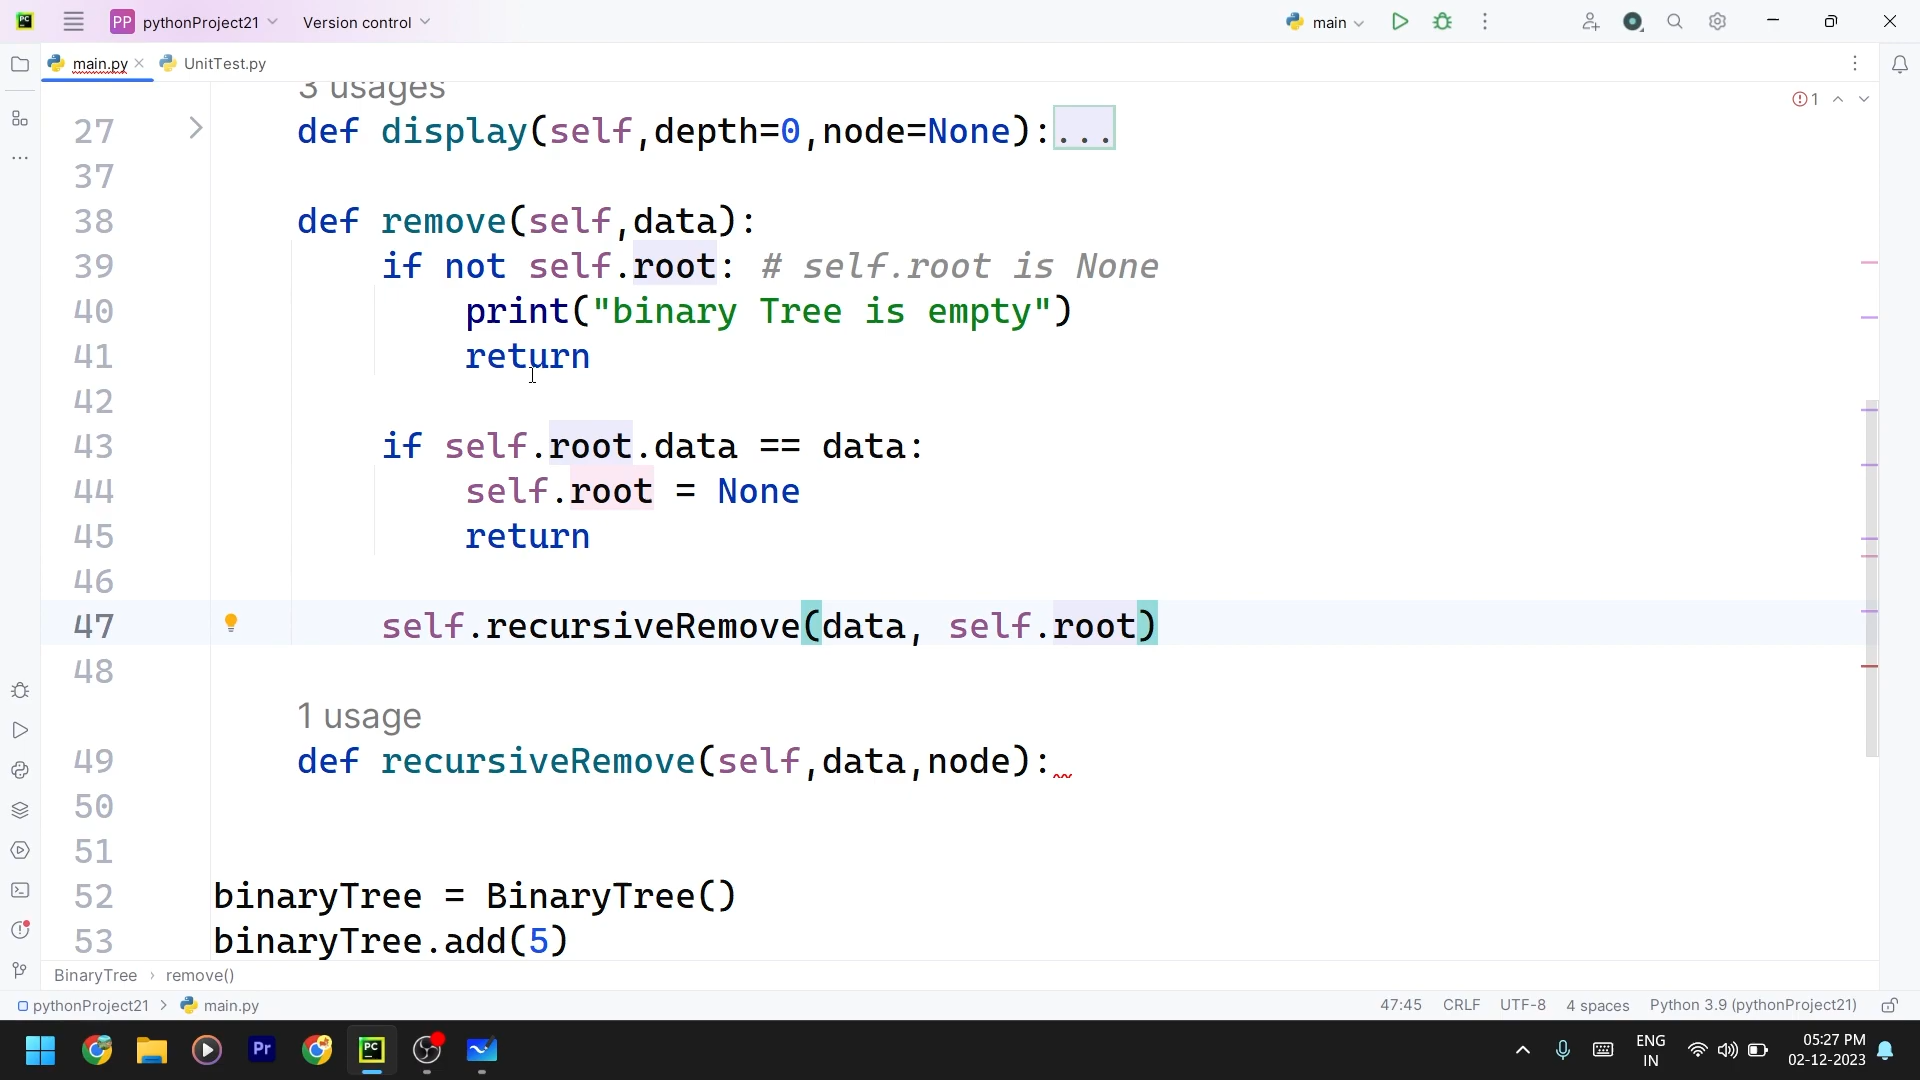 PP pythonProject21
Version control
main
main.py
UnitTest.py
3 usages
1
27 def display(self,depth=0,node=None):...
37
38 def remove(self,data):
39 if not self.root: # self.root is None
40 print("binary Tree is empty")
41 return
42
43 if self.root.data == data:
44 self.root = None
45 return
46
47 self.recursiveRemove(data, self.root)
48
1 usage
49 def recursiveRemove(self,data,node):
50
51
52 binaryTree = BinaryTree()
53 binaryTree.add(5)
BinaryTree › remove()
pythonProject21 > main.py
47:45 CRLF UTF-8 4 spaces Python 3.9 (pythonProject21)
PC
Pr
PC
ENG
IN
05:27 PM
02-12-2023